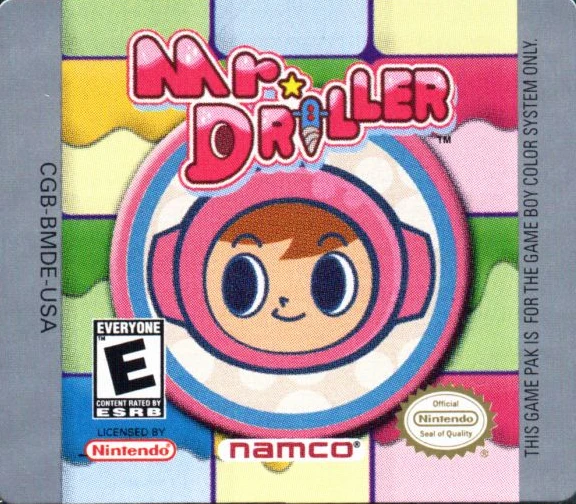 Mr.
DRILLER
™
CGB-BMDE-USA
THIS GAME PAK IS FOR THE GAME BOY COLOR SYSTEM ONLY.
EVERYONE
™
E
CONTENT RATED BY
ESRB
LICENSED BY
Nintendo
namco®
Official
Nintendo
Seal of Quality
®